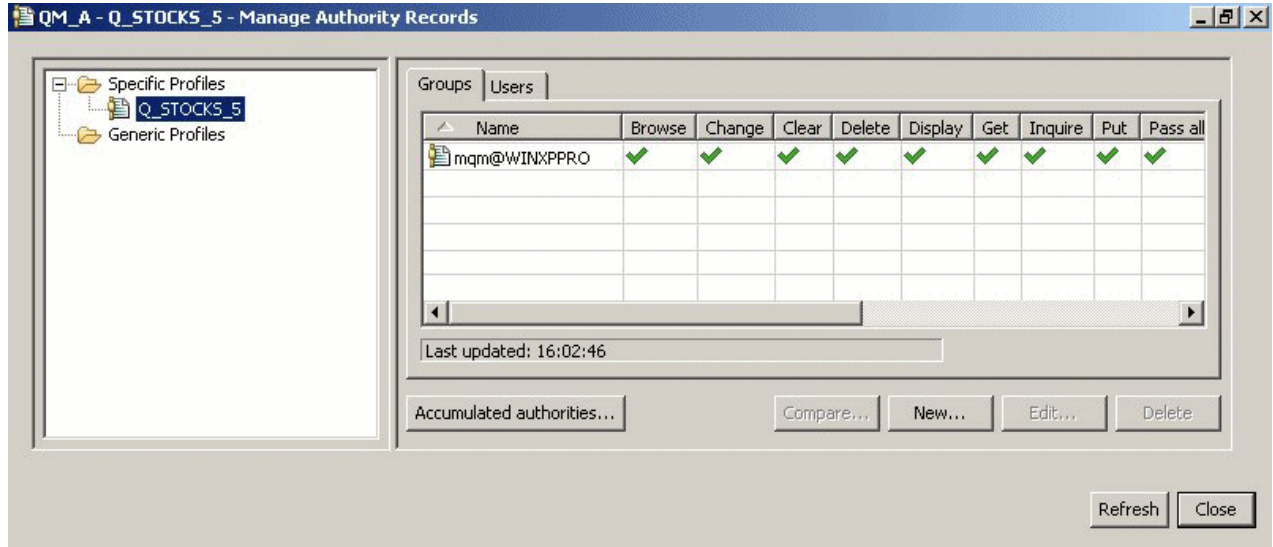 QM_A - Q_STOCKS_5 - Manage Authority Records
Specific Profiles
Q_STOCKS_5
Generic Profiles
Groups Users
Name Browse Change Clear Delete Display Get Inquire Put Pass all
mqm@WINXPPRO
Last updated: 16:02:46
Accumulated authorities... Compare... New... Edit... Delete
Refresh Close